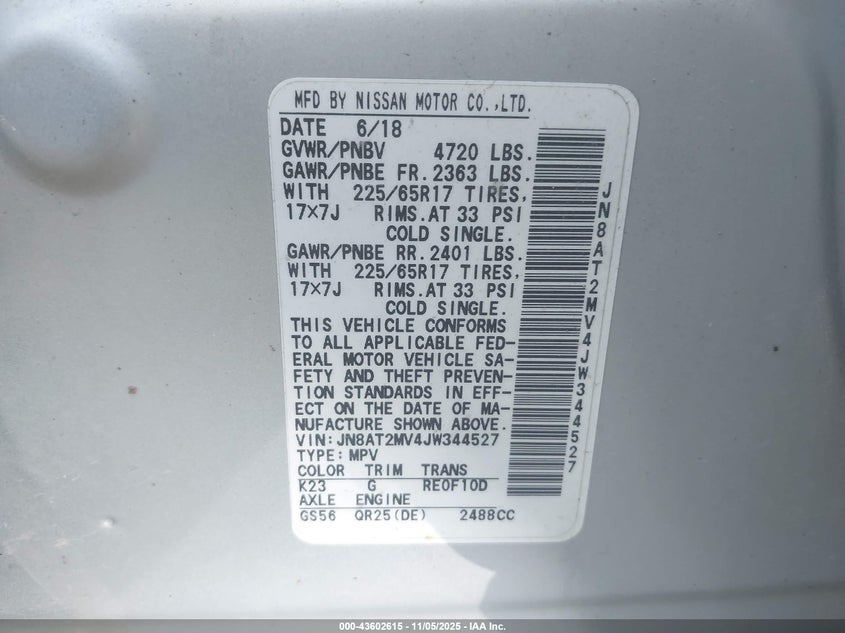 MFD BY NISSAN MOTOR CO.,LTD.
DATE 6/18
GVWR/PNBV 4720 LBS.
GAWR/PNBE FR. 2363 LBS.
WITH 225/65R17 TIRES,
17×7J RIMS. AT 33 PSI
COLD SINGLE.
GAWR/PNBE RR. 2401 LBS.
WITH 225/65R17 TIRES,
17×7J RIMS. AT 33 PSI
COLD SINGLE.
THIS VEHICLE CONFORMS
TO ALL APPLICABLE FED-
ERAL MOTOR VEHICLE SA-
FETY AND THEFT PREVEN-
TION STANDARDS IN EFF-
ECT ON THE DATE OF MA-
NUFACTURE SHOWN ABOVE.
VIN: JN8AT2MV4JW344527
TYPE: MPV
COLOR TRIM TRANS
K23 G RE0F10D
AXLE ENGINE
GS56 QR25(DE) 2488CC
JN8AT2MV4JW344527
000-43602615 - 11/05/2025 - IAA Inc.